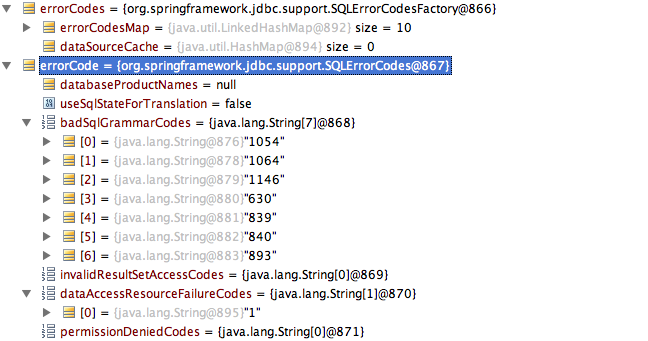 errorCodes = {org.springframework.jdbc.support.SQLErrorCodesFactory@866}
errorCodesMap = {java.util.LinkedHashMap@892} size = 10
dataSourceCache = {java.util.HashMap@894} size = 0
errorCode = {org.springframework.jdbc.support.SQLErrorCodes@867}
databaseProductNames = null
useSqlStateForTranslation = false
badSqlGrammarCodes = {java.lang.String[7]@868}
[0] = {java.lang.String@876}"1054"
[1] = {java.lang.String@878}"1064"
[2] = {java.lang.String@879}"1146"
[3] = {java.lang.String@880}"630"
[4] = {java.lang.String@881}"839"
[5] = {java.lang.String@882}"840"
[6] = {java.lang.String@883}"893"
invalidResultSetAccessCodes = {java.lang.String[0]@869}
dataAccessResourceFailureCodes = {java.lang.String[1]@870}
[0] = {java.lang.String@895}"1"
permissionDeniedCodes = {java.lang.String[0]@871}